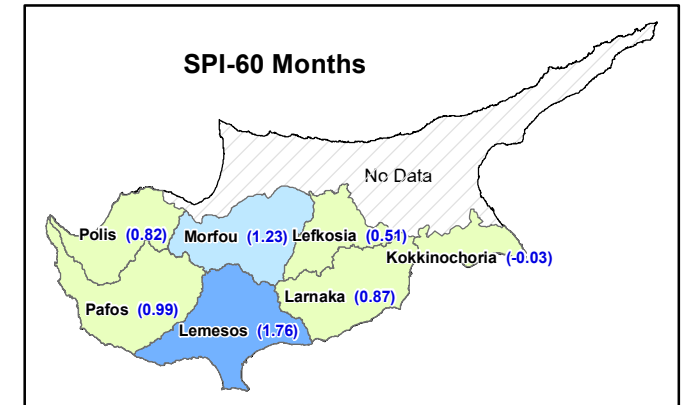 SPI-60 Months
No Data
Polis (0.82)
Morfou (1.23)
Lefkosia (0.51)
Kokkinochoria (-0.03)
Pafos (0.99)
Larnaka (0.87)
Lemesos (1.76)